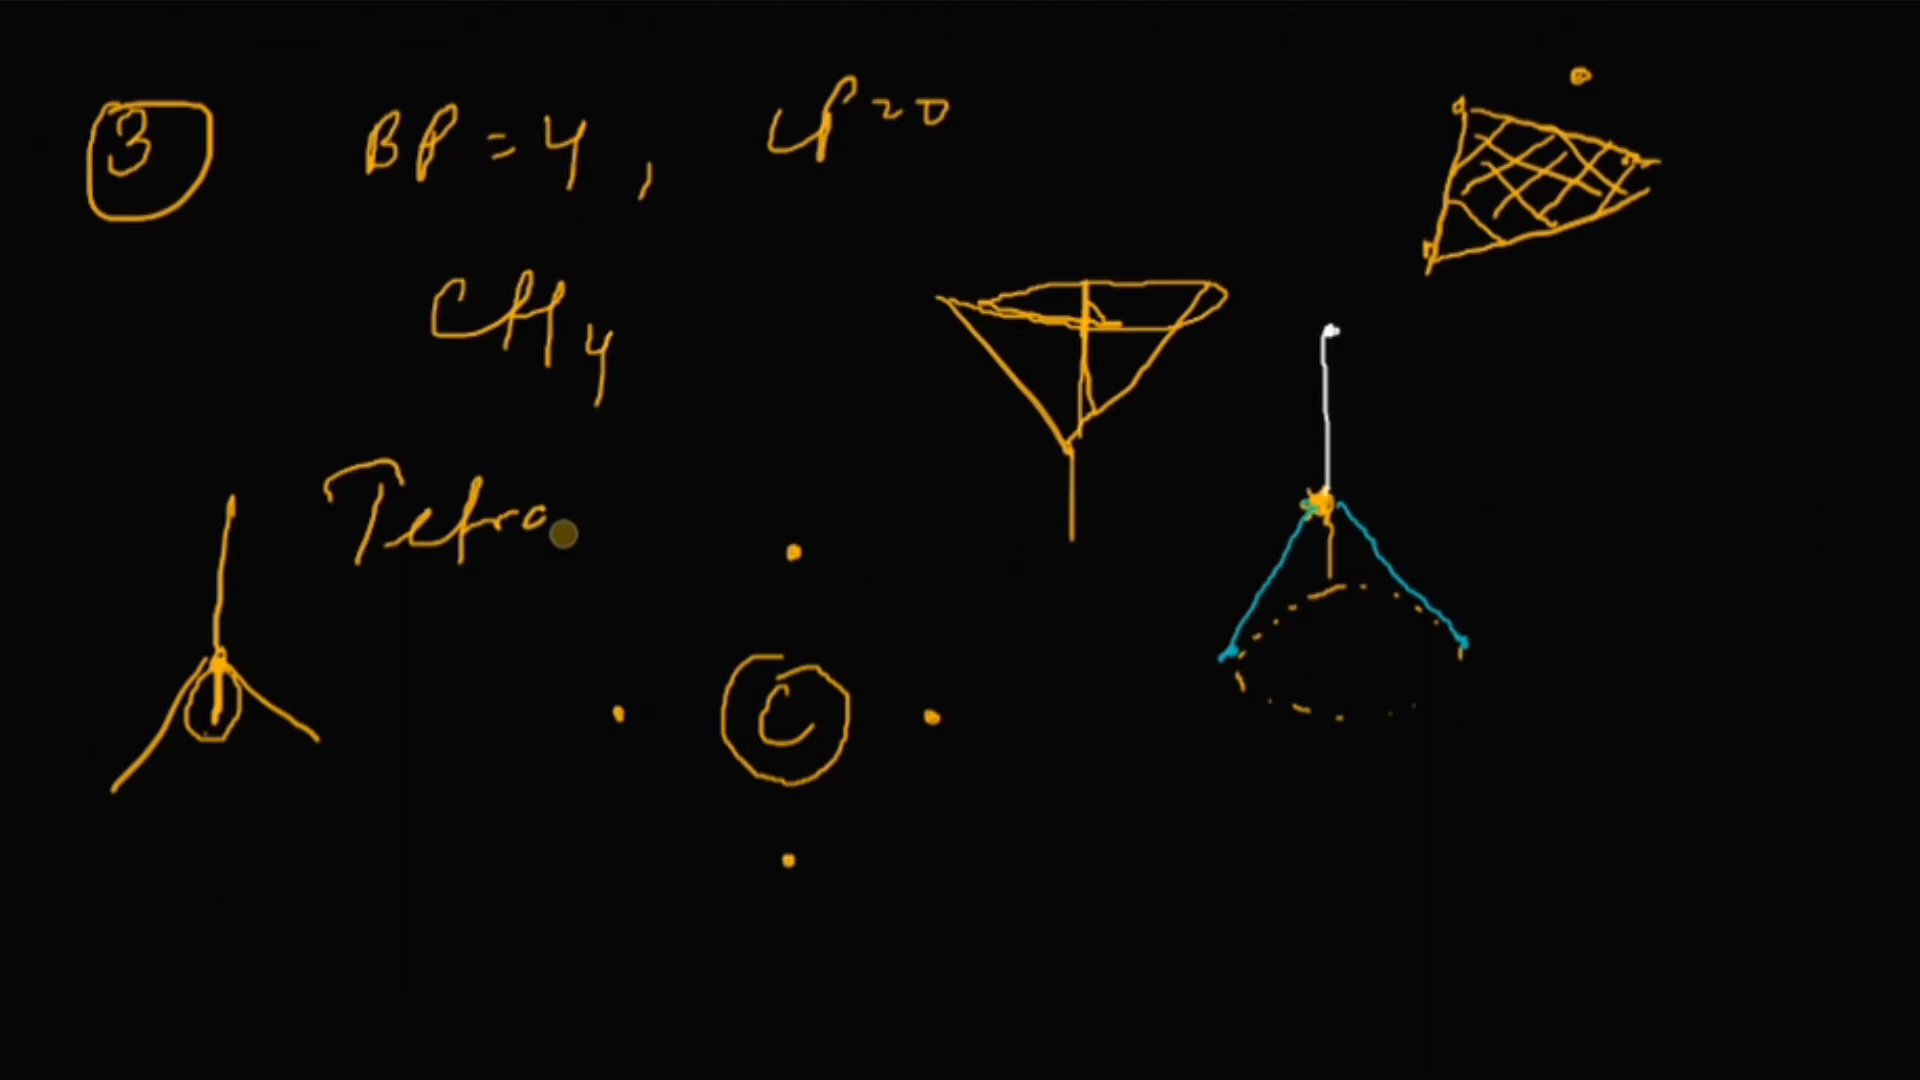 3 BP = 4, LP = 0
CH4
Tetra
C